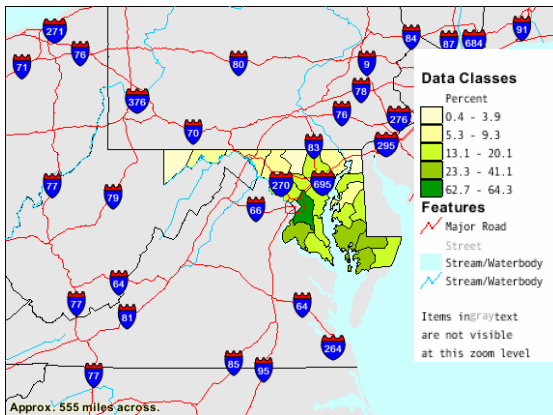 271
76
71
80
84
87
684
91
9
78
376
76
276
70
83
295
77
79
270
695
66
64
77
81
64
264
85
95
77
Data Classes
Percent
0.4 - 3.9
5.3 - 9.3
13.1 - 20.1
23.3 - 41.1
62.7 - 64.3
Features
Major Road
Street
Stream/Waterbody
Stream/Waterbody
Items in gray text
are not visible
at this zoom level
Approx. 555 miles across.